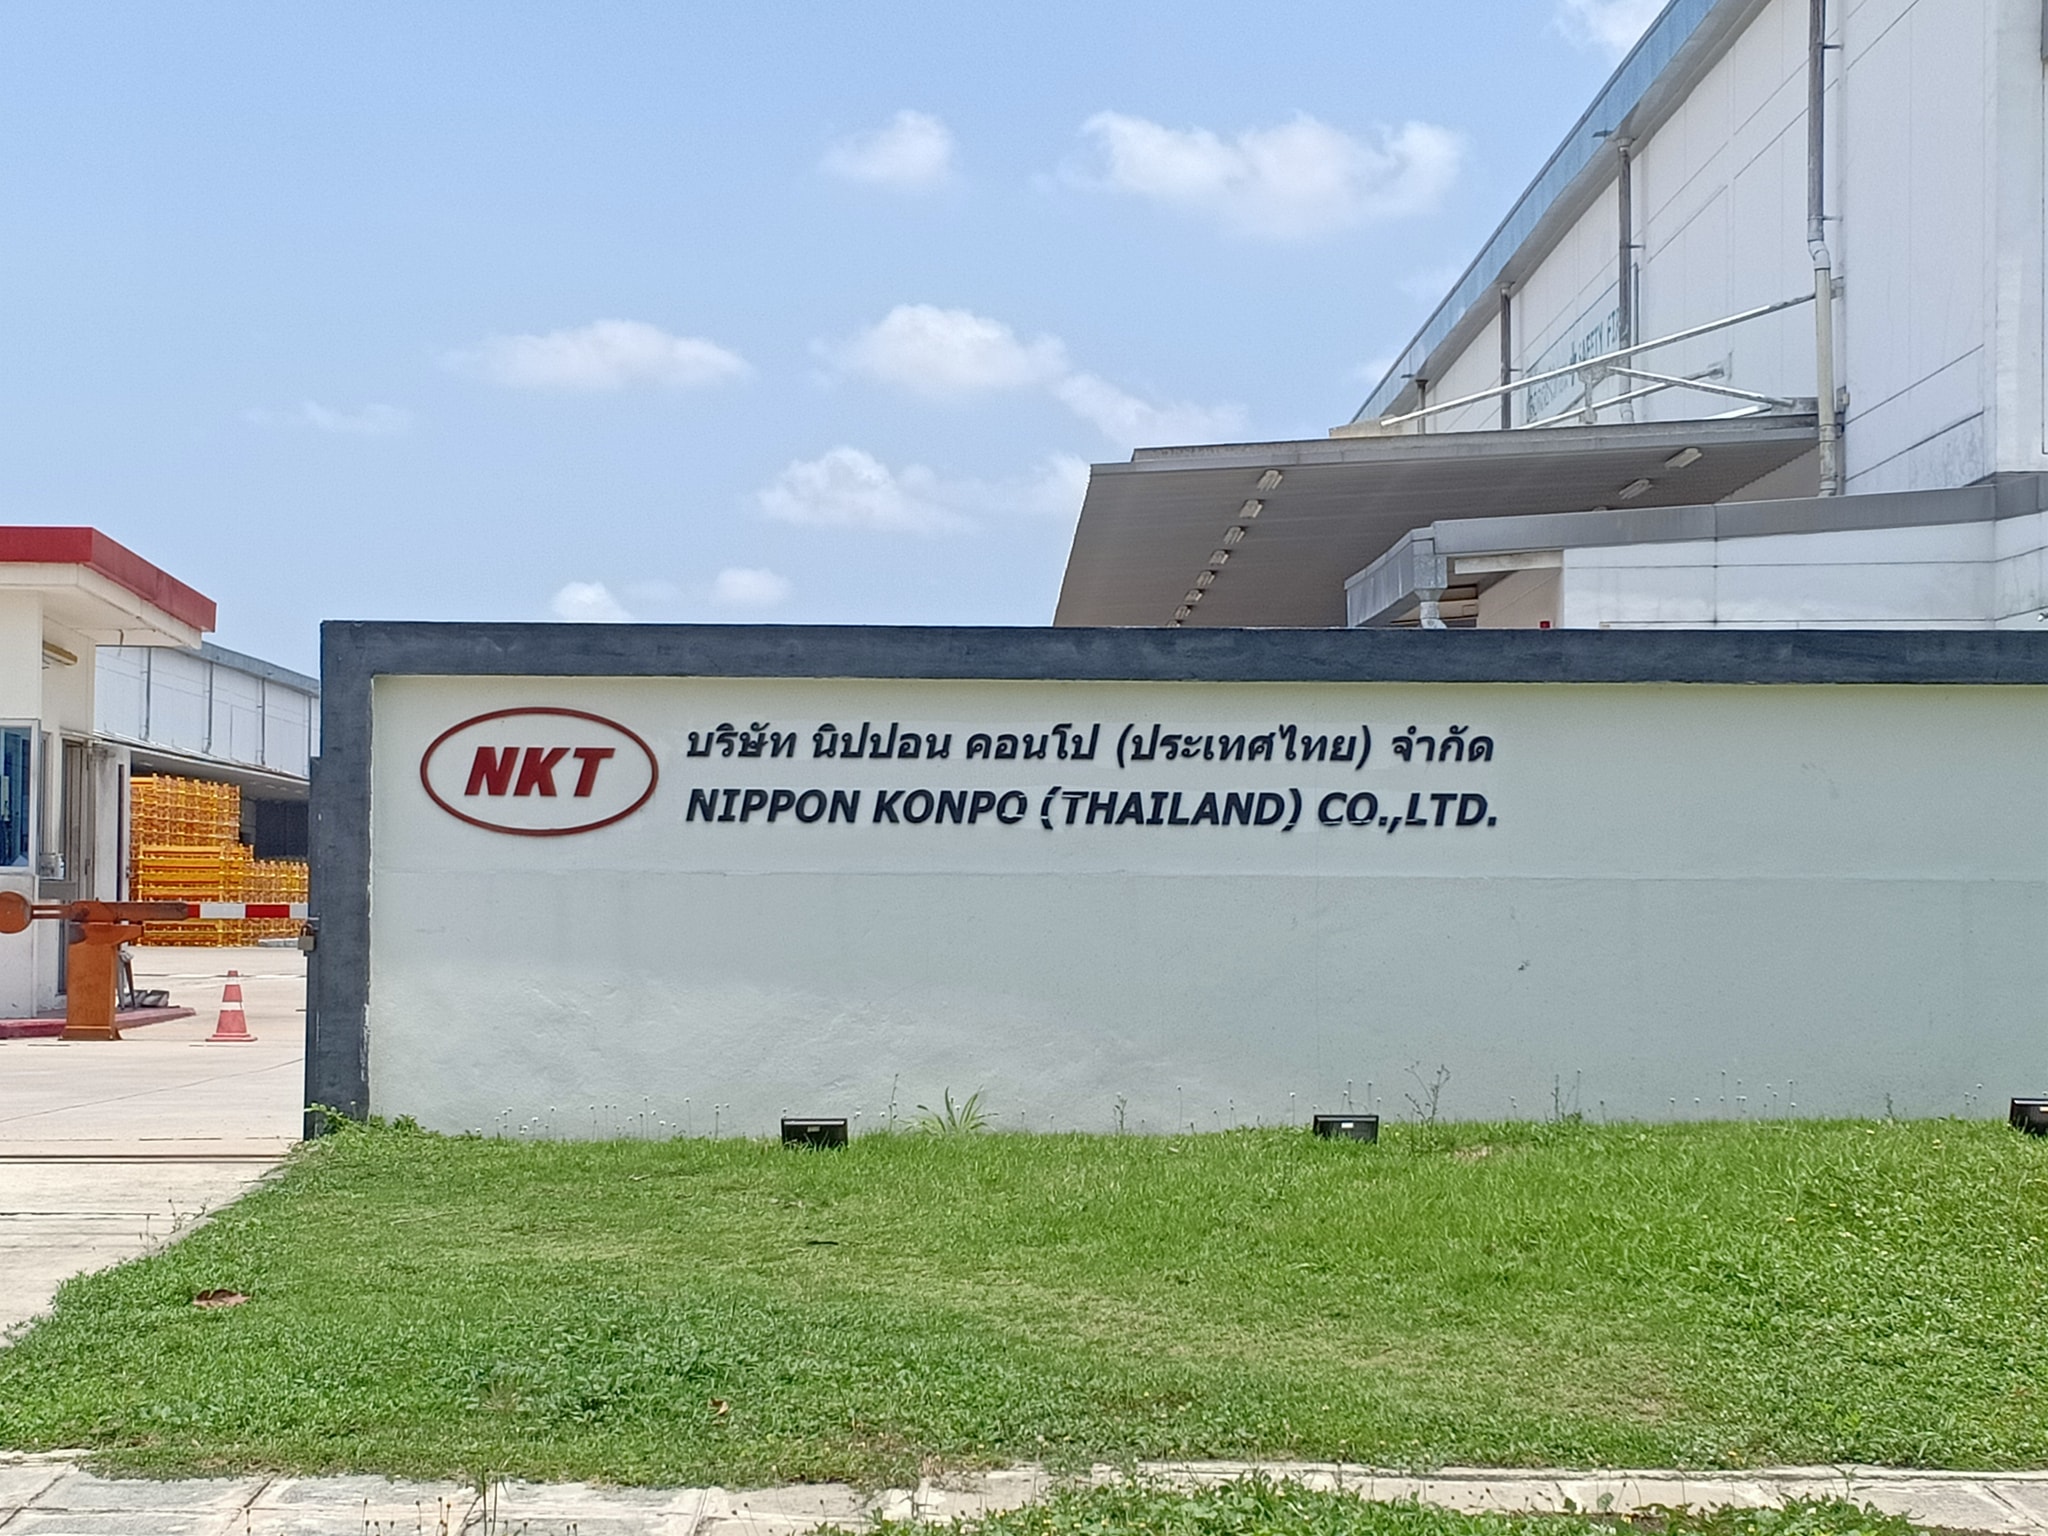 SAFETY
NKT
บริษัท นิปปอน คอนโป (ประเทศไทย) จำกัด
NIPPON KONPO (THAILAND) CO.,LTD.